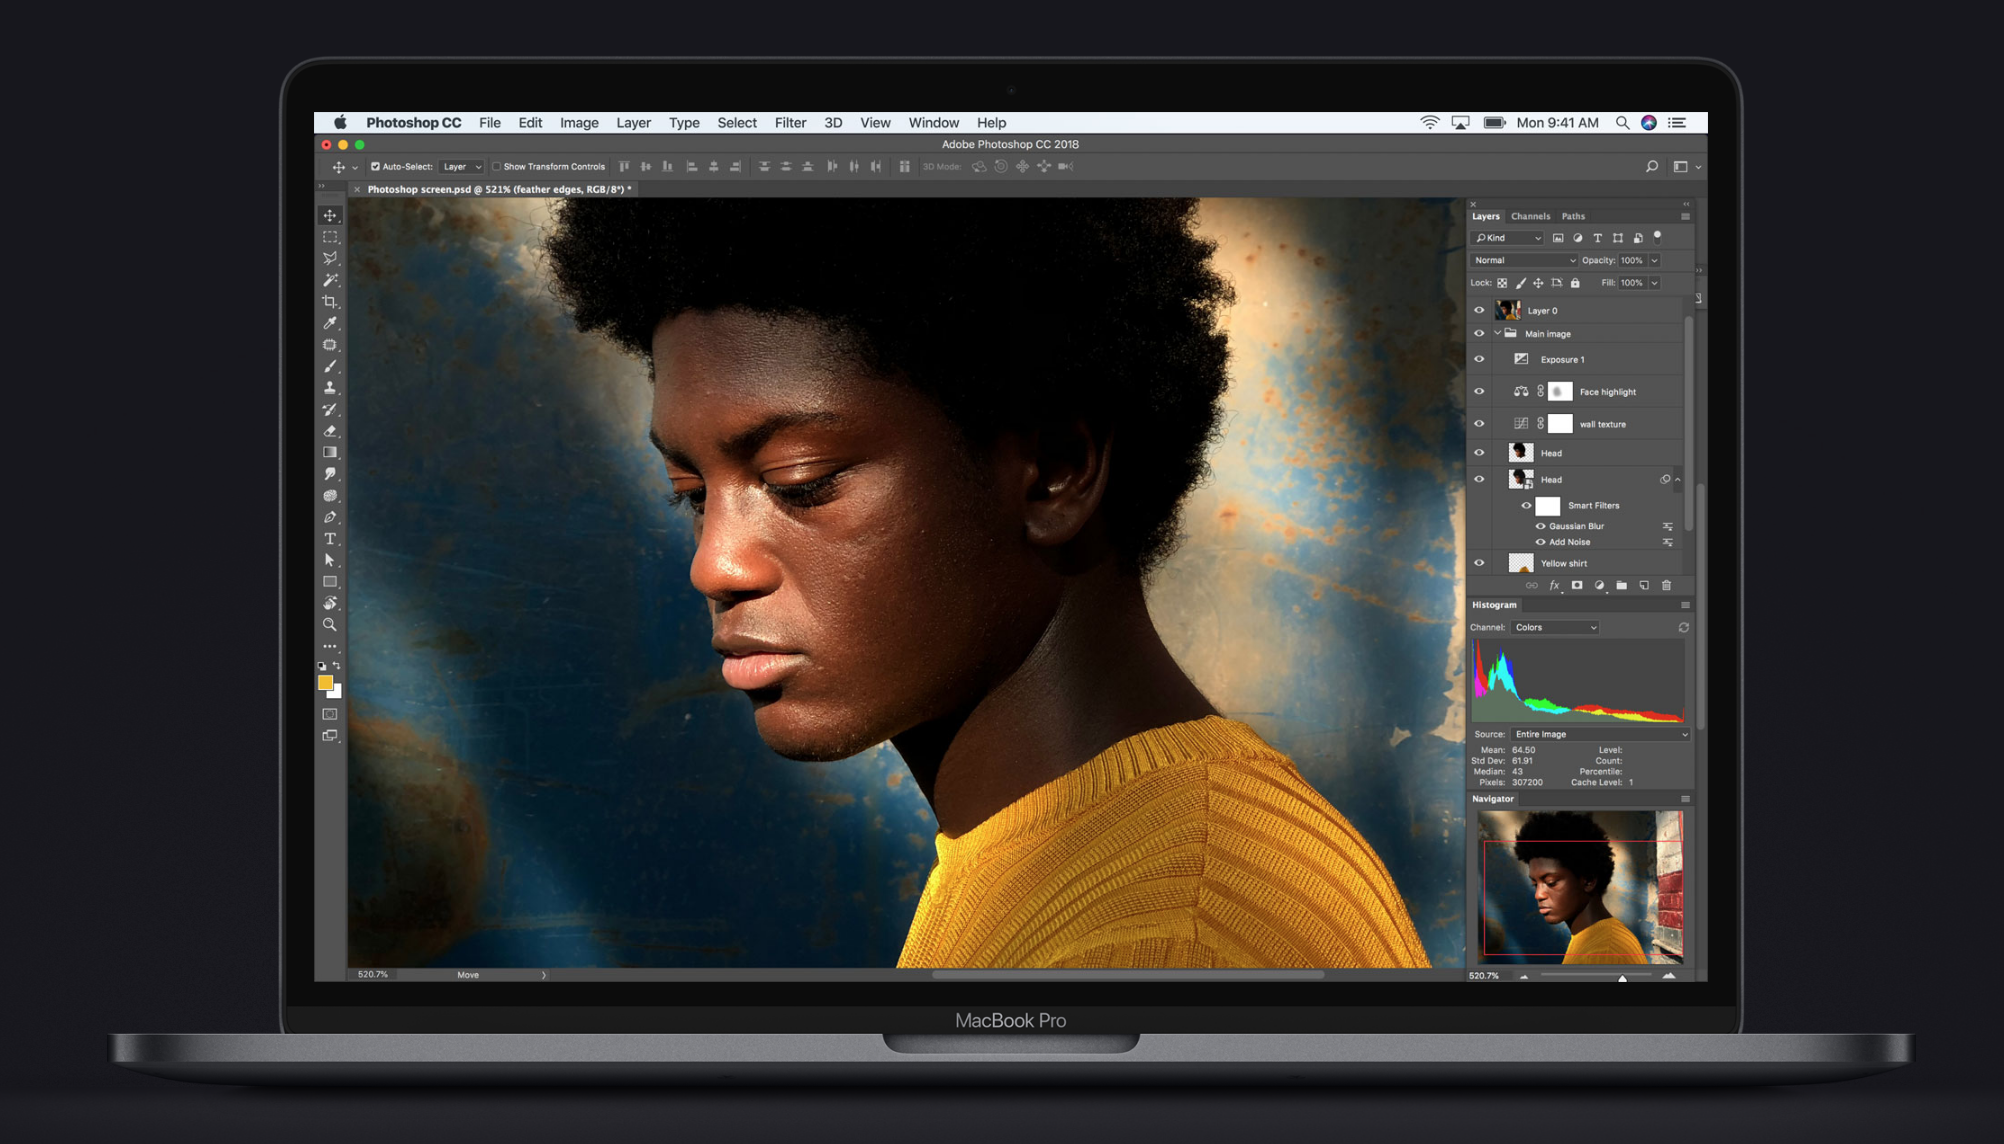 Photoshop CC File Edit Image Layer Type Select Filter 3D View Window Help Mon 9:41 AM
Adobe Photoshop CC 2018
Auto-Select: Layer Show Transform Controls 3D Mode:
Photoshop screen.psd @ 521% (feather edges, RGB/8*) *
Layers Channels Paths
Kind
Normal Opacity: 100%
Lock: Fill: 100%
Layer 0
Main image
Exposure 1
Face highlight
wall texture
Head
Head
Smart Filters
Gaussian Blur
Add Noise
Yellow shirt
fx
Histogram
Channel: Colors
Source: Entire Image
Mean: 64.50 Level:
Std Dev: 61.91 Count:
Median: 43 Percentile:
Pixels: 307200 Cache Level: 1
Navigator
520.7% Move
520.7%
MacBook Pro